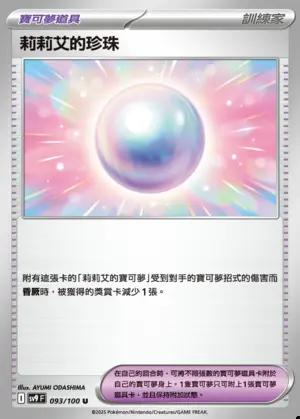 寶可夢道具
訓練家
莉莉艾的珍珠
附有這張卡的「莉莉艾的寶可夢」受到對手的寶可夢招式的傷害而
昏厥時，被獲得的獎賞卡減少1張。
在自己的回合時，可將不限張數的寶可夢道具卡附於
自己的寶可夢身上。1隻寶可夢只可附上1張寶可夢
道具卡，並且保持附加狀態。
Illus. AYUMI ODASHIMA
I SV9 F 093/100 U
©2025 Pokémon/Nintendo/Creatures/GAME FREAK.